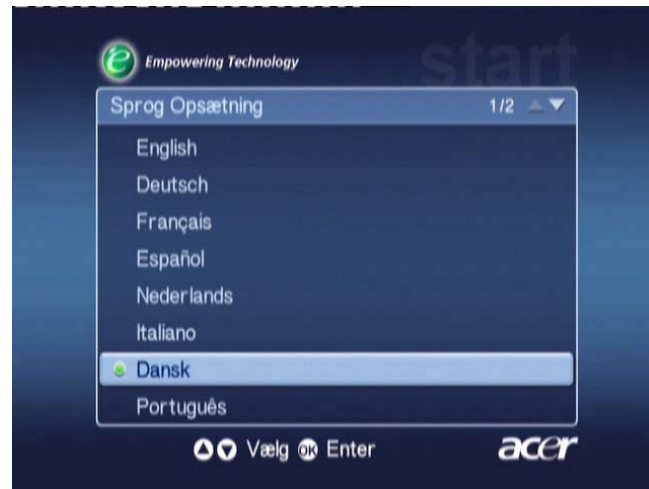 start
Empowering Technology
Sprog Opsætning 1/2
English
Deutsch
Français
Español
Nederlands
Italiano
Dansk
Português
Vælg OK Enter
acer